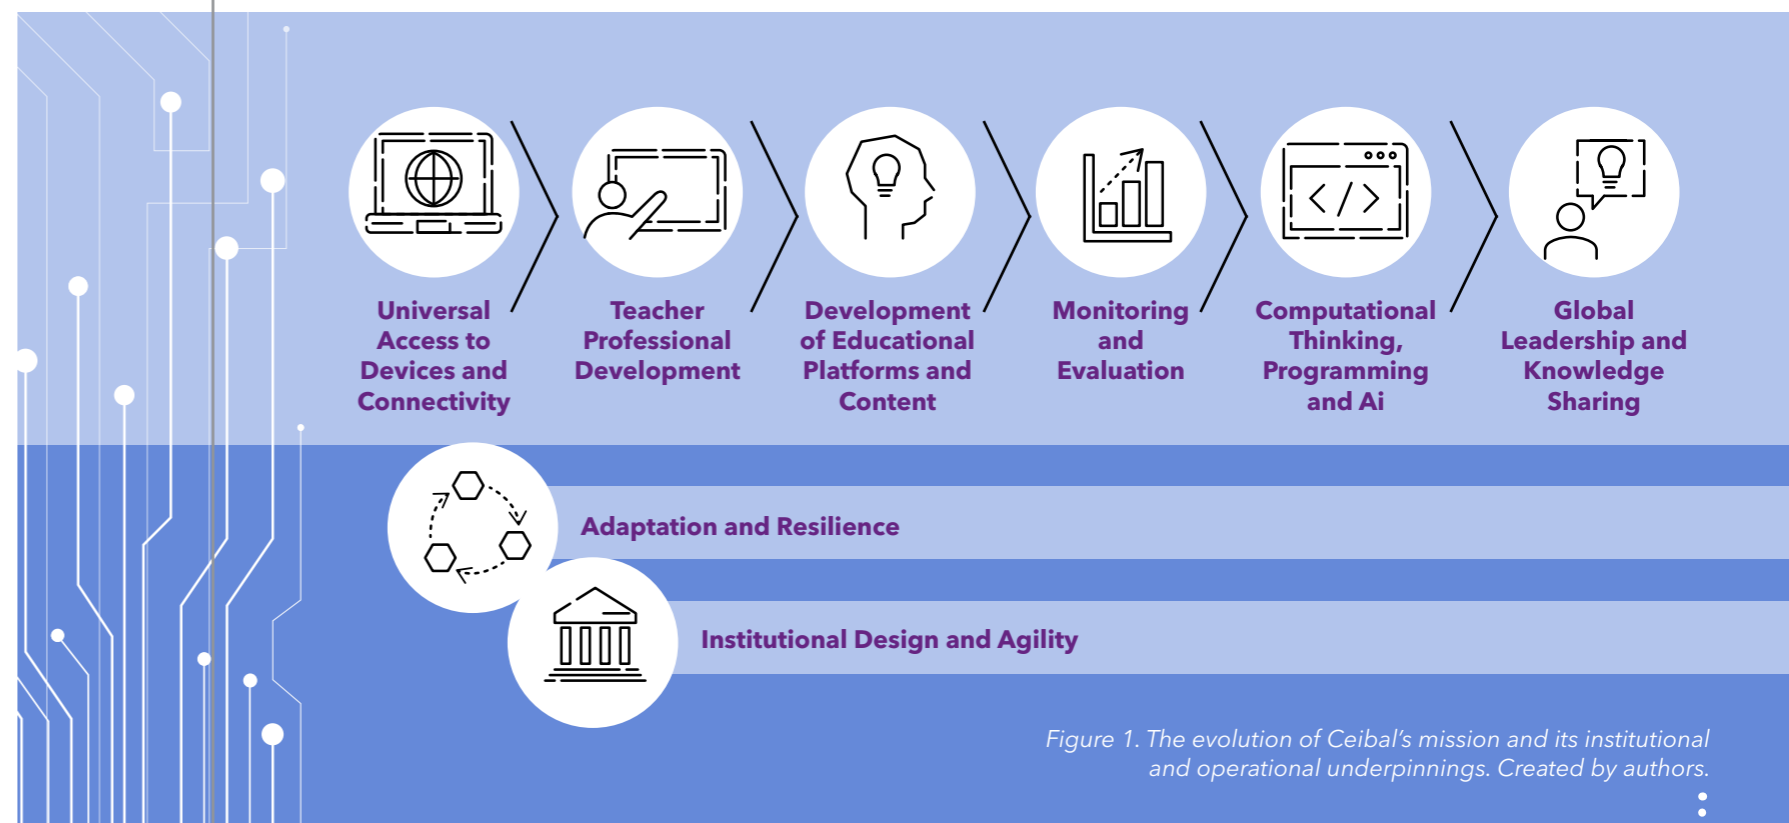 Universal
Access to
Devices and
Connectivity
Teacher
Professional
Development
Development
of Educational
Platforms and
Content
Monitoring
and
Evaluation
Computational
Thinking,
Programming
and Ai
Global
Leadership and
Knowledge
Sharing
Adaptation and Resilience
Institutional Design and Agility
Figure 1. The evolution of Ceibal’s mission and its institutional
and operational underpinnings. Created by authors.